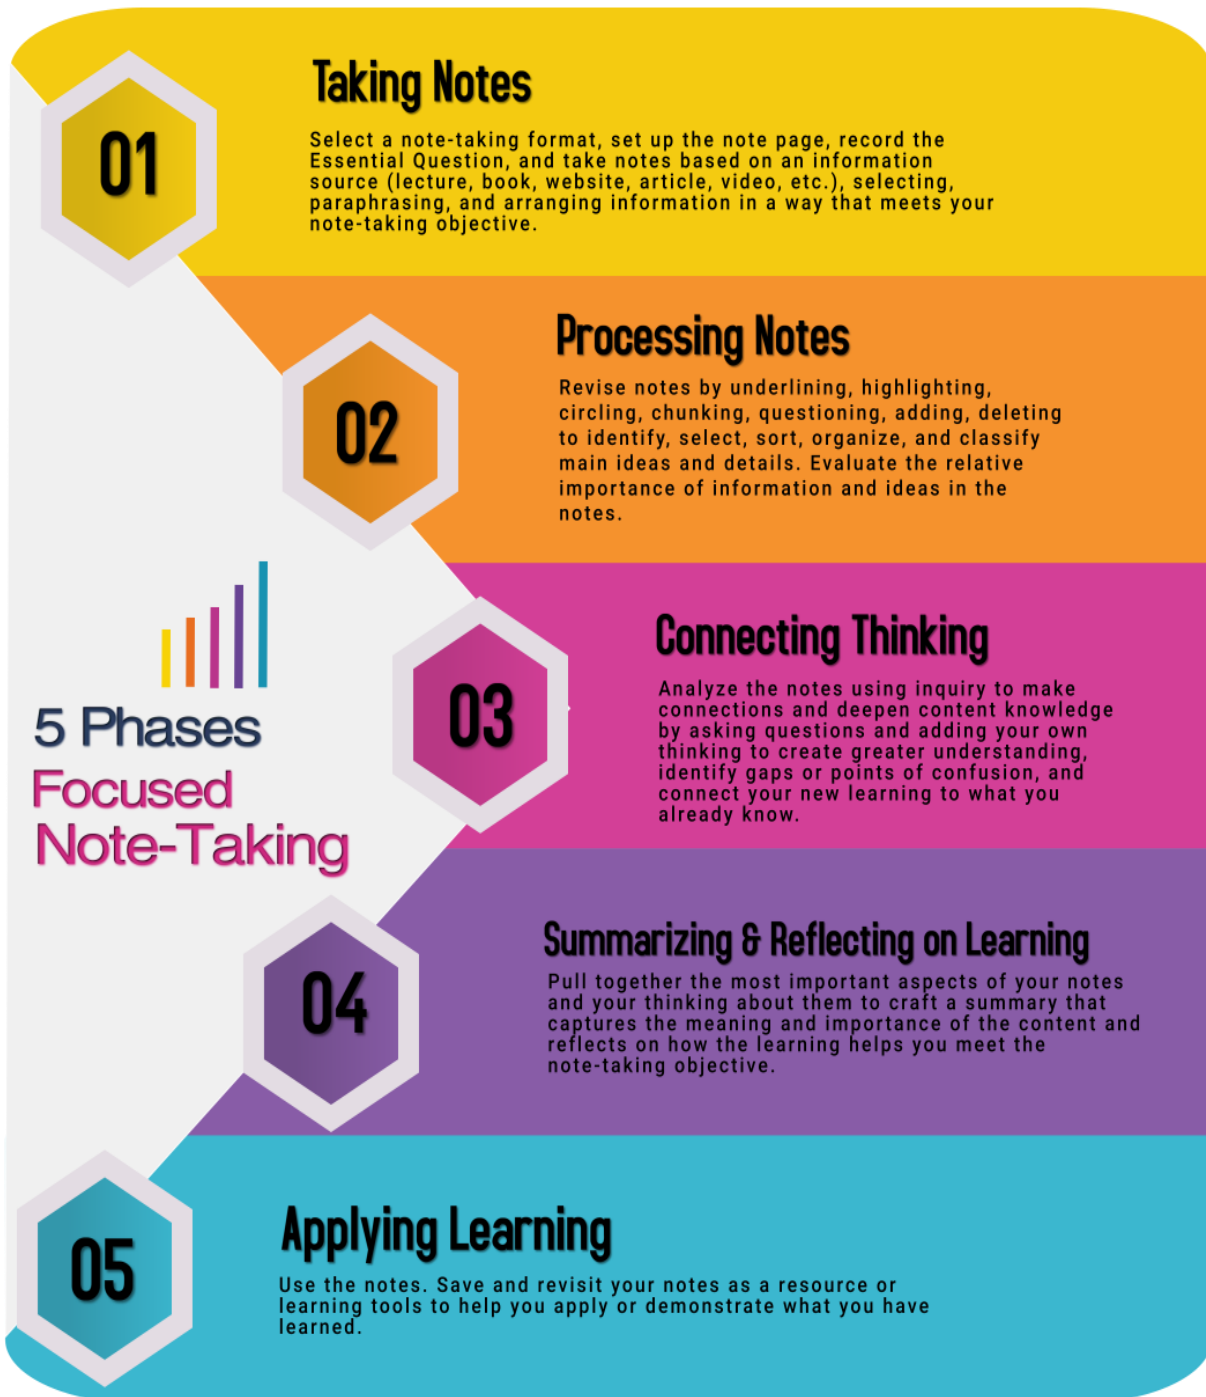 01
Taking Notes
Select a note-taking format, set up the note page, record the
Essential Question, and take notes based on an information
source (lecture, book, website, article, video, etc.), selecting,
paraphrasing, and arranging information in a way that meets your
note-taking objective.
02
Processing Notes
Revise notes by underlining, highlighting,
circling, chunking, questioning, adding, deleting
to identify, select, sort, organize, and classify
main ideas and details. Evaluate the relative
importance of information and ideas in the
notes.
5 Phases
Focused
Note-Taking
03
Connecting Thinking
Analyze the notes using inquiry to make
connections and deepen content knowledge
by asking questions and adding your own
thinking to create greater understanding,
identify gaps or points of confusion, and
connect your new learning to what you
already know.
04
Summarizing & Reflecting on Learning
Pull together the most important aspects of your notes
and your thinking about them to craft a summary that
captures the meaning and importance of the content and
reflects on how the learning helps you meet the
note-taking objective.
05
Applying Learning
Use the notes. Save and revisit your notes as a resource or
learning tools to help you apply or demonstrate what you have
learned.